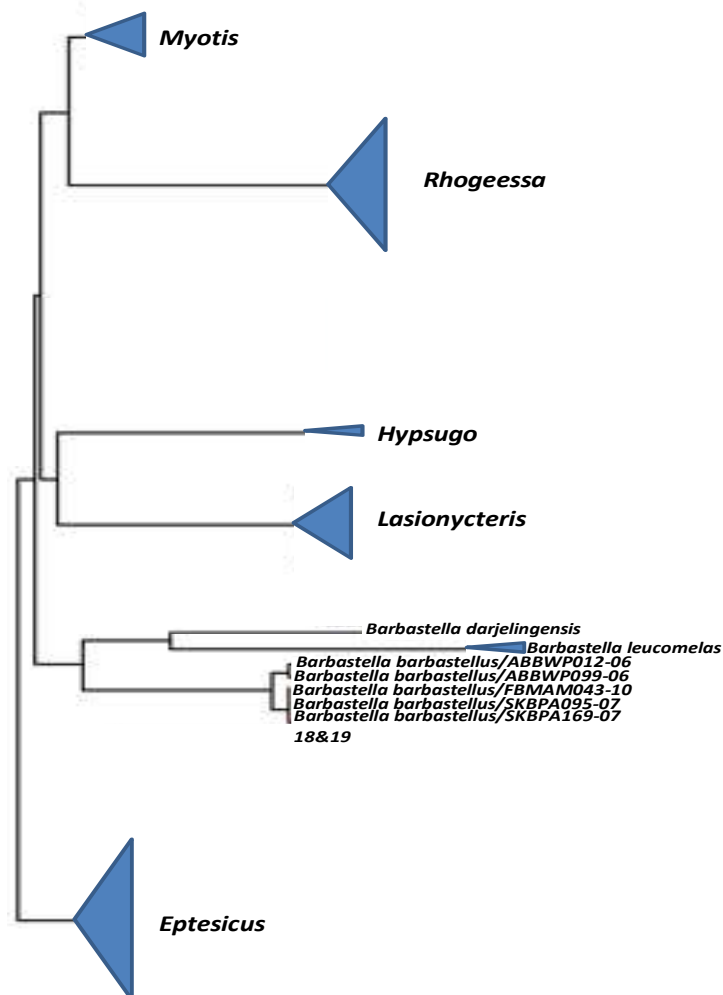 Myotis
Rhogeessa
Hypsugo
Lasionycteris
Barbastella darjelingensis
Barbastella leucomelas
Barbastella barbastellus/ABBWP012-06
Barbastella barbastellus/ABBWP099-06
Barbastella barbastellus/FBMAM043-10
Barbastella barbastellus/SKBPA095-07
Barbastella barbastellus/SKBPA169-07
18&19
Eptesicus